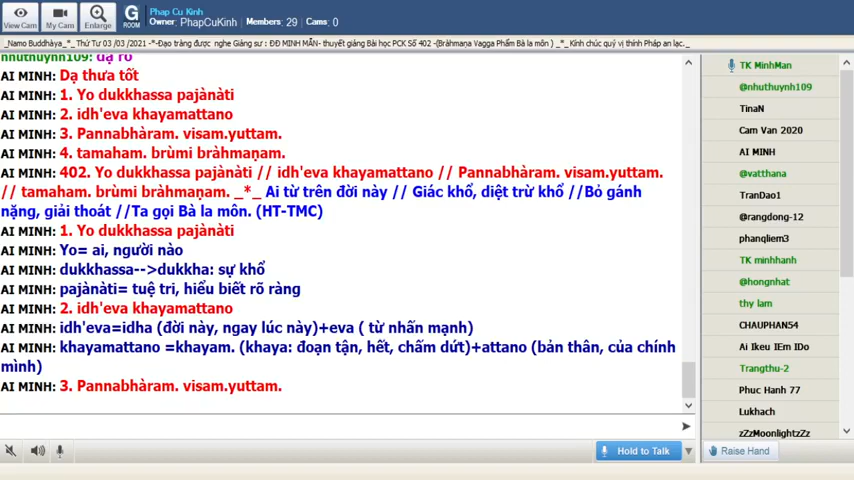 View Cam
My Cam
Enlarge
G
ROOM
Phap Cu Kinh
Owner: PhapCuKinh , Members: 29 , Cams: 0
_Namo Buddhàya_*_ Thứ Tư 03 /03 /2021 -*-Đạo tràng được nghe Giảng sư : ĐĐ MINH MẪN- thuyết giảng Bài học PCK Số 402 -(Bràhmaṇa Vagga Phẩm Bà la môn ) _*_ Kính chúc quý vị thính Pháp an lạc._
nhuthuynh109: dạ rõ
AI MINH: Dạ thưa tốt
AI MINH: 1. Yo dukkhassa pajànàti
AI MINH: 2. idh'eva khayamattano
AI MINH: 3. Pannabhàram. visam.yuttam.
AI MINH: 4. tamaham. brùmi bràhmaṇam.
AI MINH: 402. Yo dukkhassa pajànàti // idh'eva khayamattano // Pannabhàram. visam.yuttam.
// tamaham. brùmi bràhmaṇam. _*_ Ai từ trên đời này // Giác khổ, diệt trừ khổ //Bỏ gánh
nặng, giải thoát //Ta gọi Bà la môn. (HT-TMC)
AI MINH: 1. Yo dukkhassa pajànàti
AI MINH: Yo= ai, người nào
AI MINH: dukkhassa-->dukkha: sự khổ
AI MINH: pajànàti= tuệ tri, hiểu biết rõ ràng
AI MINH: 2. idh'eva khayamattano
AI MINH: idh'eva=idha (đời này, ngay lúc này)+eva ( từ nhấn mạnh)
AI MINH: khayamattano =khayam. (khaya: đoạn tận, hết, chấm dứt)+attano (bản thân, của chính
mình)
AI MINH: 3. Pannabhàram. visam.yuttam.
TK MinhMan
@nhuthuynh109
TinaN
Cam Van 2020
AI MINH
@vatthana
TranDao1
@rangdong-12
phanqliem3
TK minhhanh
@hongnhat
thy lam
CHAUPHAN54
Ai Ikeu IEm IDo
Trangthu-2
Phuc Hanh 77
Lukhach
zZzMoonlightzZz
Hold to Talk
Raise Hand